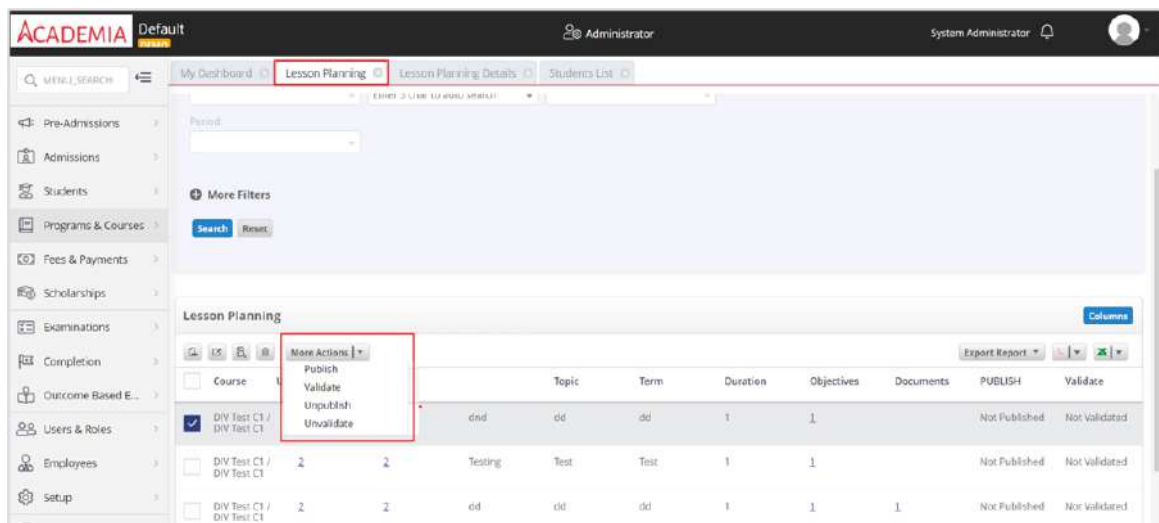 ACADEMIA Default
DEMO
Administrator
System Administrator
MENU_SEARCH
My Dashboard
Lesson Planning
Lesson Planning Details
Students List
Enter 3 char to auto search
Period
Pre-Admissions
Admissions
Students
Programs & Courses
Fees & Payments
Scholarships
Examinations
Completion
Outcome Based E...
Users & Roles
Employees
Setup
More Filters
Search Reset
Lesson Planning
Columns
More Actions
Publish
Validate
Unpublish
Unvalidate
Export Report
Course Topic Term Duration Objectives Documents PUBLISH Validate
DIV Test C1 / dnd dd dd 1 1 Not Published Not Validated
DIV Test C1
DIV Test C1 / 2 2 Testing Test Test 1 1 Not Published Not Validated
DIV Test C1
DIV Test C1 / 2 2 dd dd dd 1 1 1 Not Published Not Validated
DIV Test C1